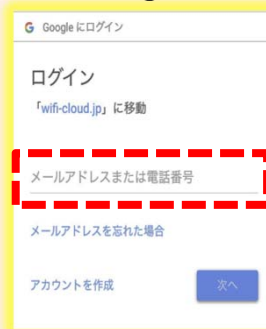 G Google にログイン
ログイン
「wifi-cloud.jp」に移動
メールアドレスまたは電話番号
メールアドレスを忘れた場合
アカウントを作成
次へ